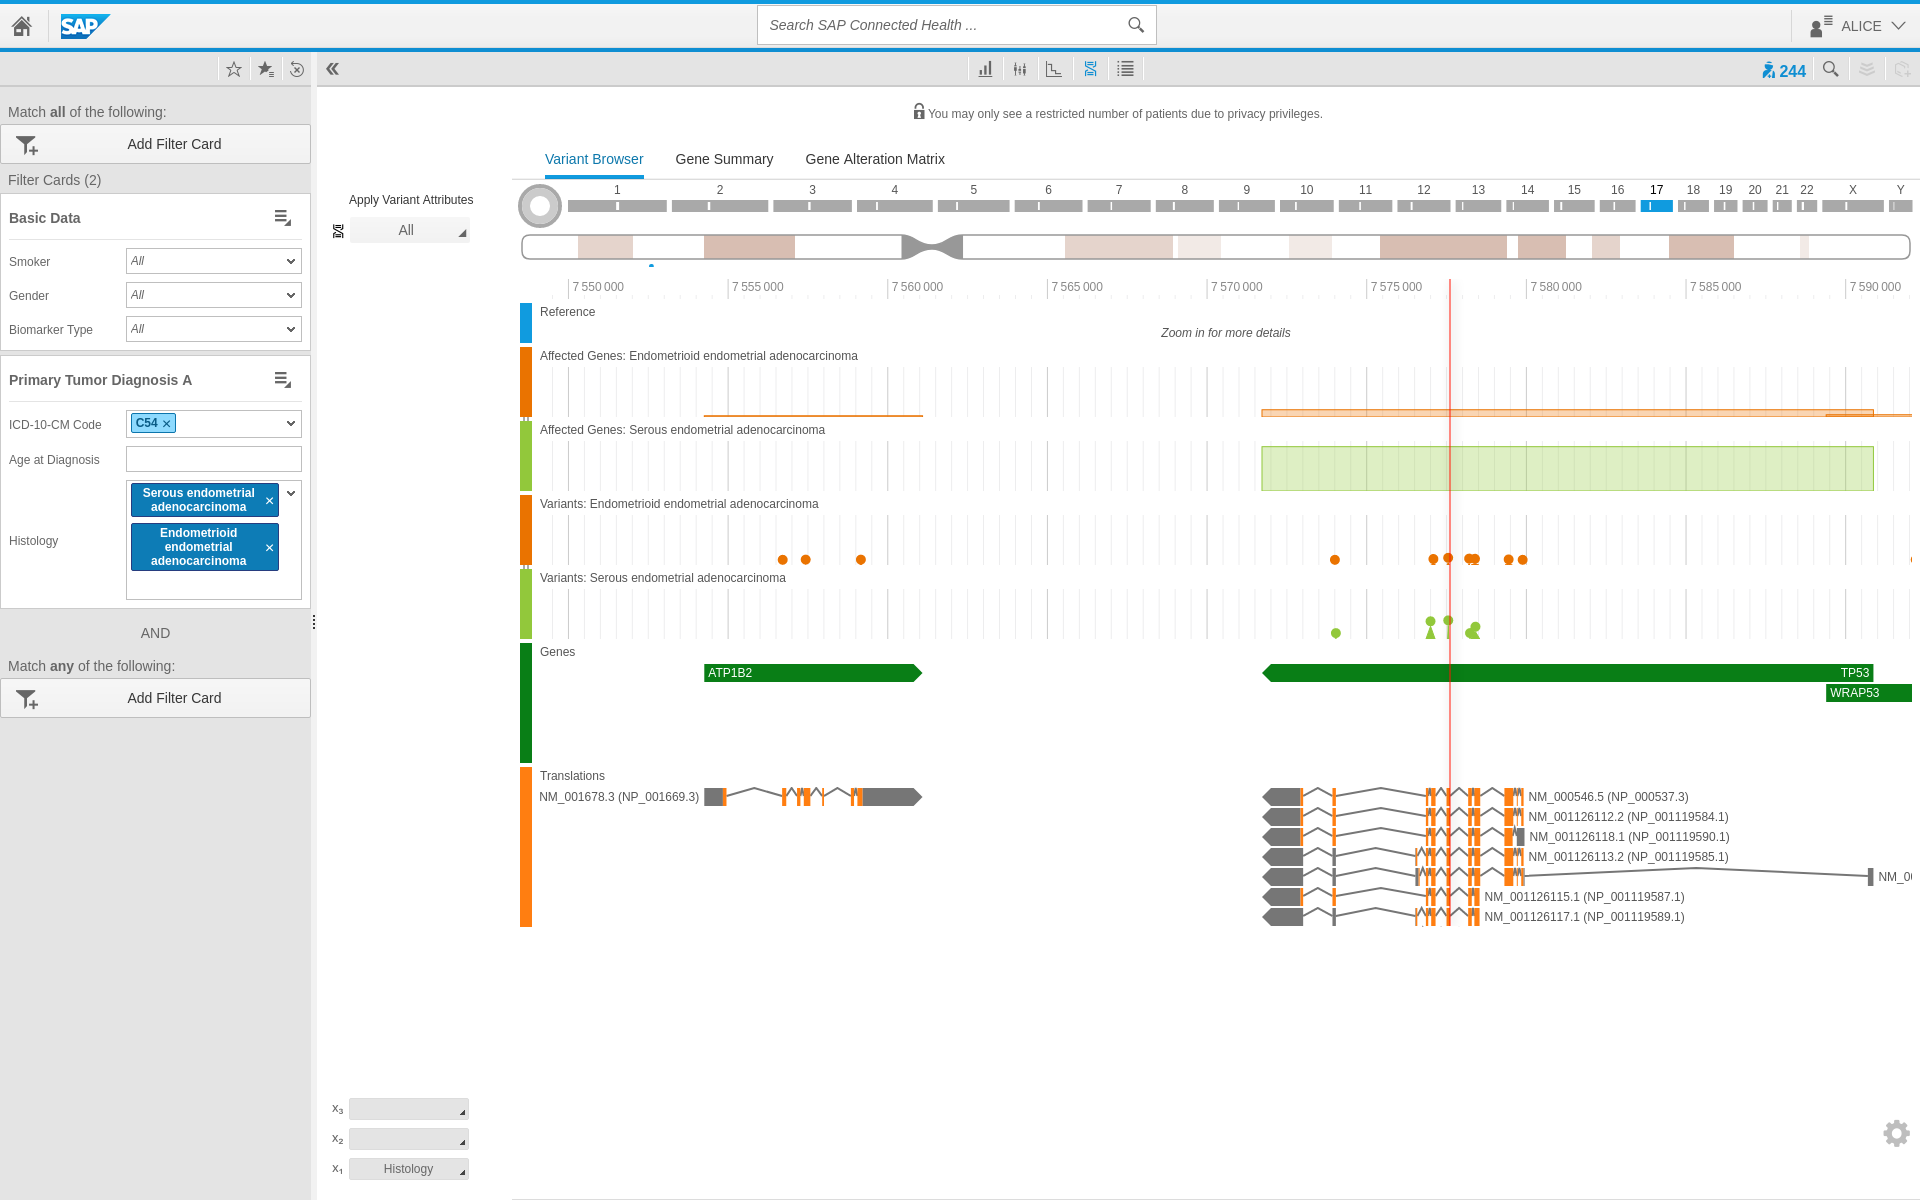 SAP
Search SAP Connected Health ...
ALICE
244
Match all of the following:
Add Filter Card
Filter Cards (2)
Basic Data
Smoker
All
Gender
All
Biomarker Type
All
Primary Tumor Diagnosis A
ICD-10-CM Code
C54
Age at Diagnosis
Histology
Serous endometrial
adenocarcinoma
Endometrioid
endometrial
adenocarcinoma
AND
Match any of the following:
Add Filter Card
You may only see a restricted number of patients due to privacy privileges.
Variant Browser
Gene Summary
Gene Alteration Matrix
Apply Variant Attributes
All
1 2 3 4 5 6 7 8 9 10 11 12 13 14 15 16 17 18 19 20 21 22 X Y
7 550 000 7 555 000 7 560 000 7 565 000 7 570 000 7 575 000 7 580 000 7 585 000 7 590 000
Reference
Zoom in for more details
Affected Genes: Endometrioid endometrial adenocarcinoma
Affected Genes: Serous endometrial adenocarcinoma
Variants: Endometrioid endometrial adenocarcinoma
Variants: Serous endometrial adenocarcinoma
Genes
ATP1B2
TP53
WRAP53
Translations
NM_001678.3 (NP_001669.3)
NM_000546.5 (NP_000537.3)
NM_001126112.2 (NP_001119584.1)
NM_001126118.1 (NP_001119590.1)
NM_001126113.2 (NP_001119585.1)
NM_00
NM_001126115.1 (NP_001119587.1)
NM_001126117.1 (NP_001119589.1)
x₃
x₂
x₁
Histology